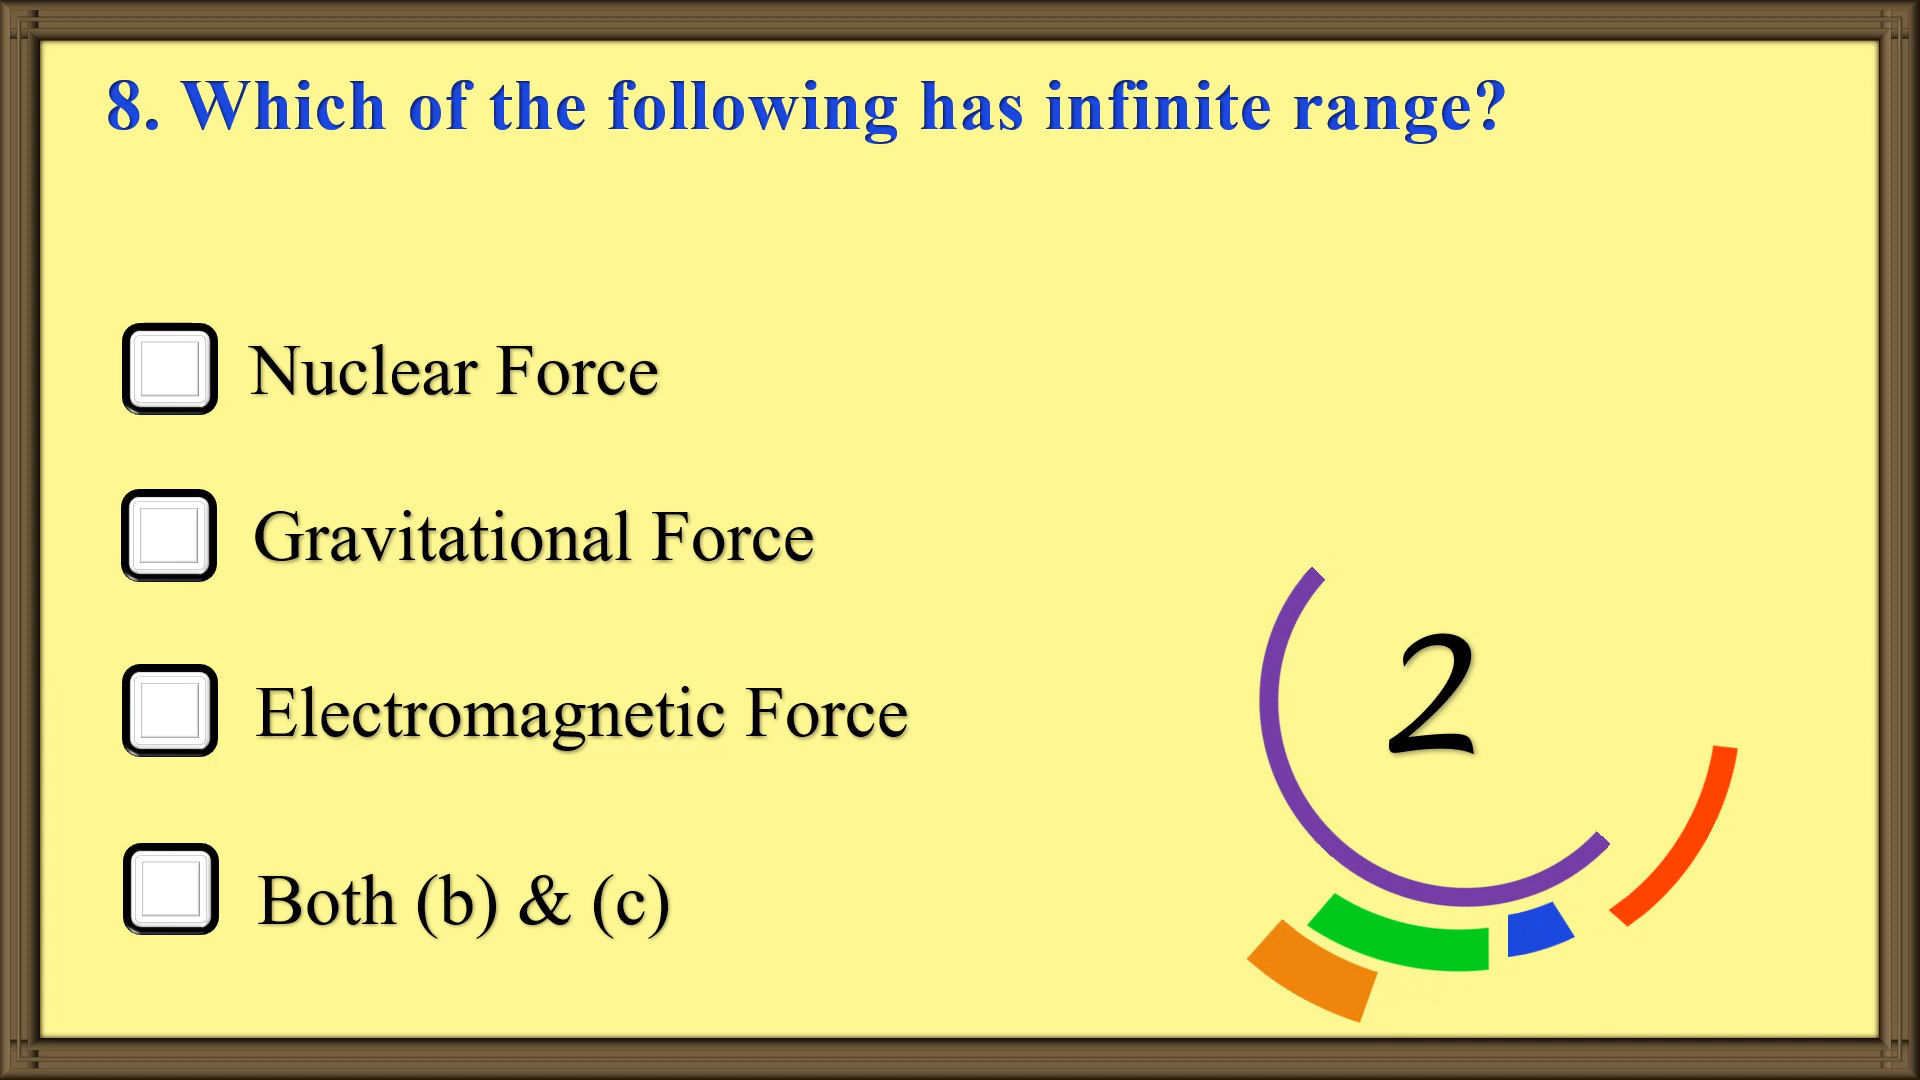 8. Which of the following has infinite range?
Nuclear Force
Gravitational Force
Electromagnetic Force
Both (b) & (c)
2